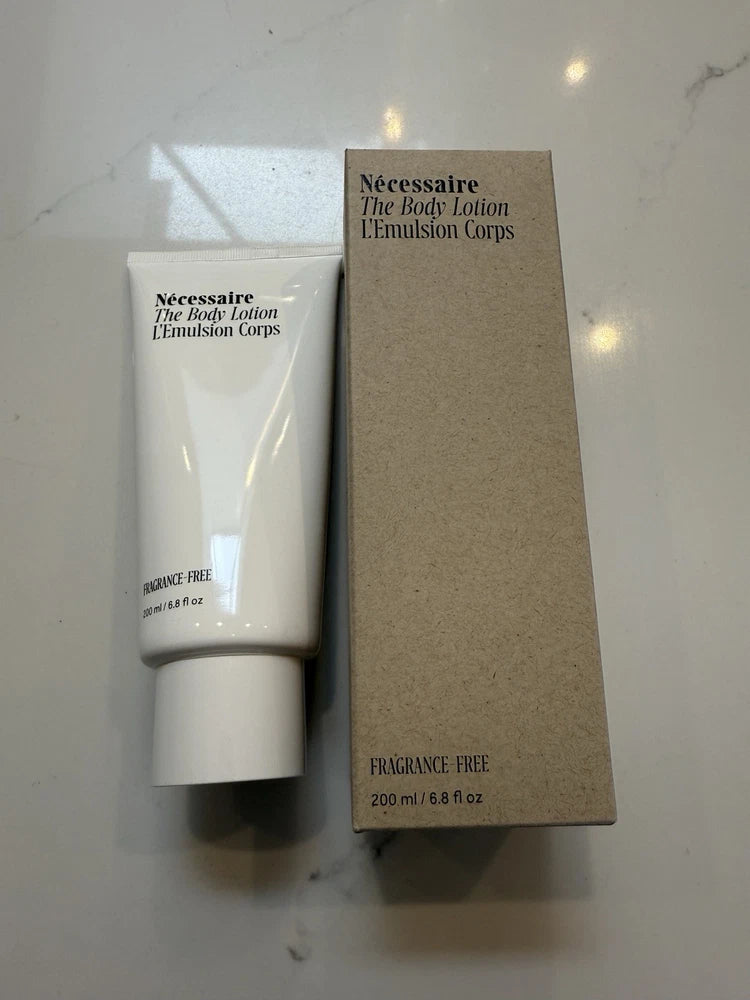 Nécessaire
The Body Lotion
L'Emulsion Corps
FRAGRANCE-FREE
200 ml / 6.8 fl oz
Nécessaire
The Body Lotion
L'Emulsion Corps
FRAGRANCE-FREE
200 ml / 6.8 fl oz